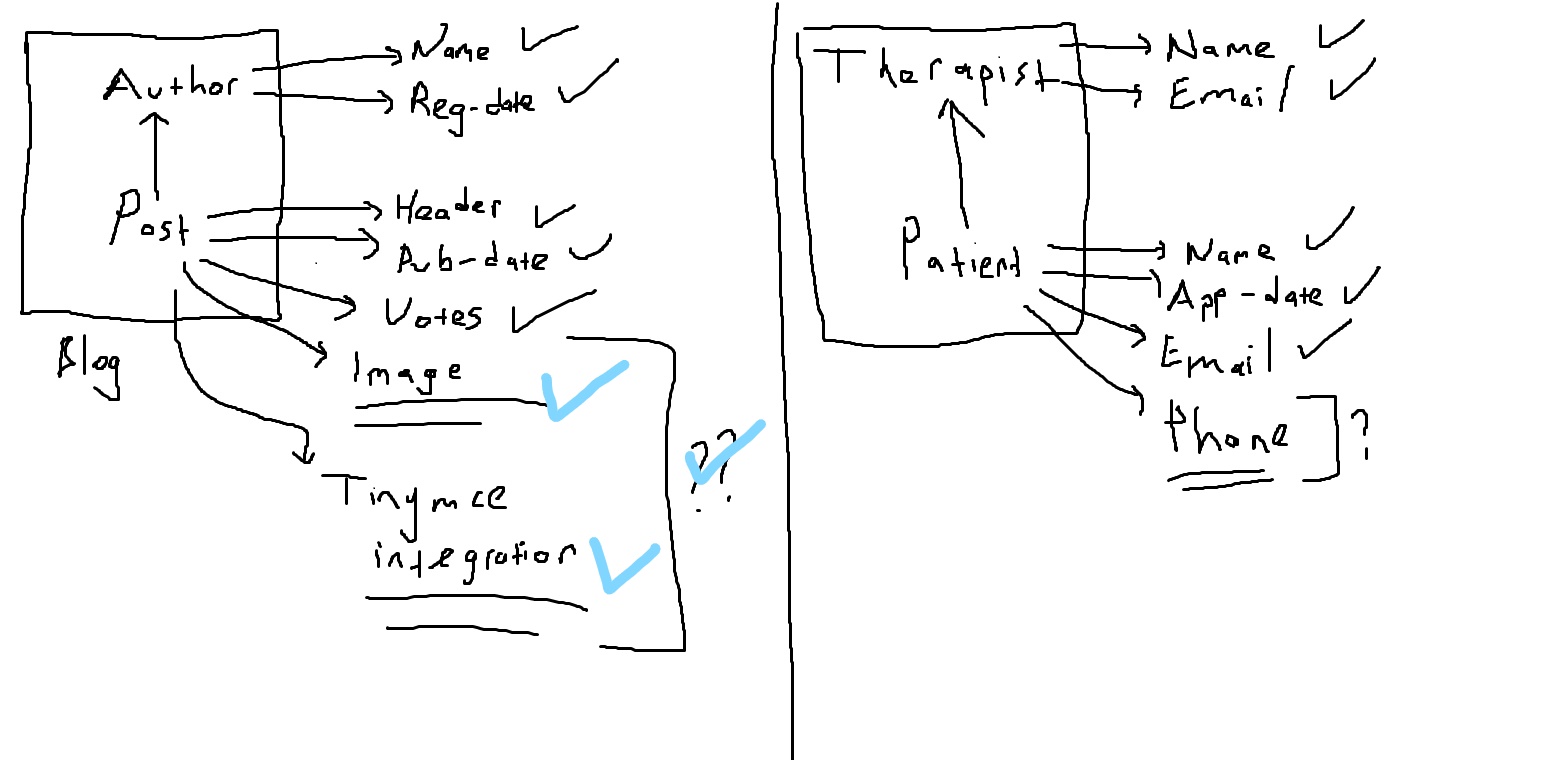 Author
Name
Reg-date
Post
Header
Pub-date
Votes
Image
Tinymce
integration
??
Blog
Therapist
Name
Email
Patient
Name
App-date
Email
Phone
?